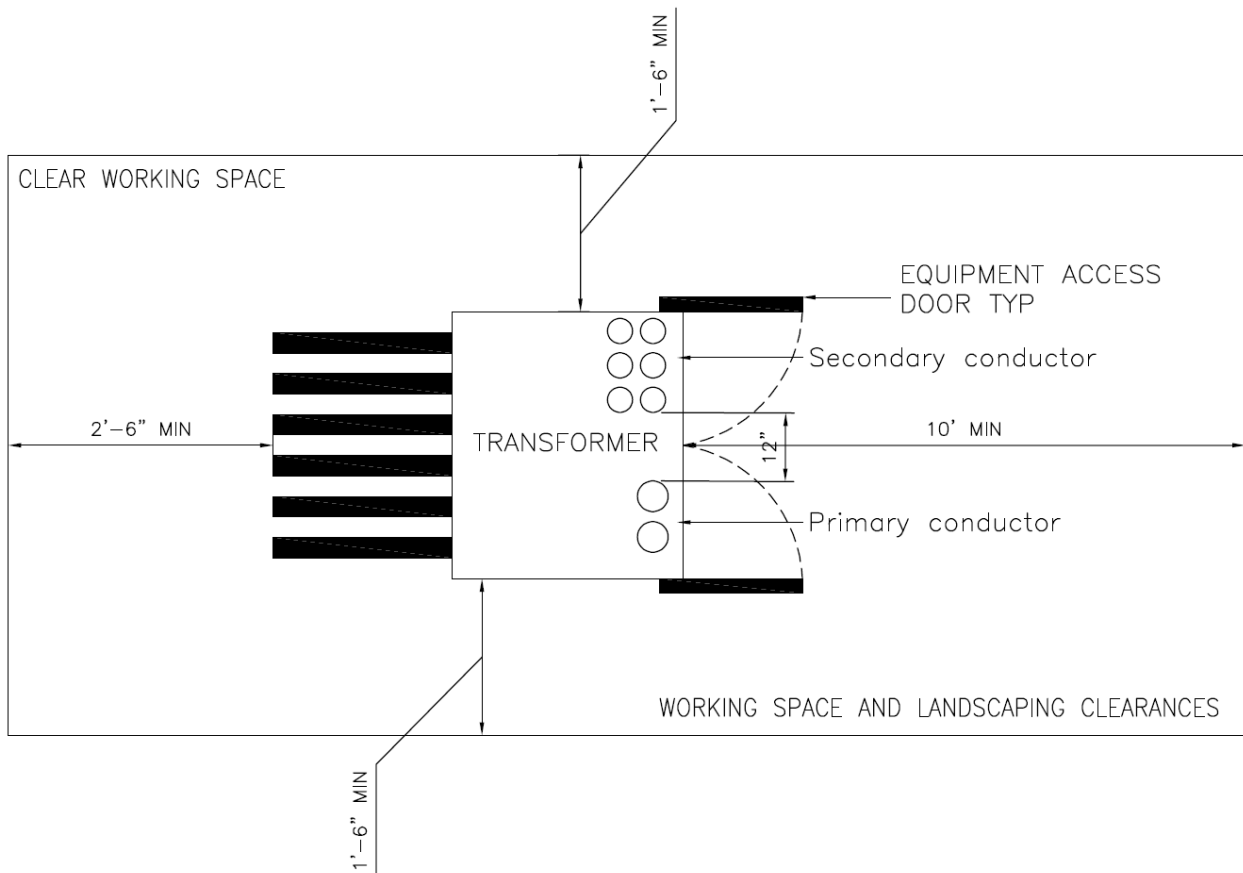 1'-6" MIN
CLEAR WORKING SPACE
EQUIPMENT ACCESS
DOOR TYP
Secondary conductor
2'-6" MIN
TRANSFORMER
12"
10' MIN
Primary conductor
WORKING SPACE AND LANDSCAPING CLEARANCES
1'-6" MIN